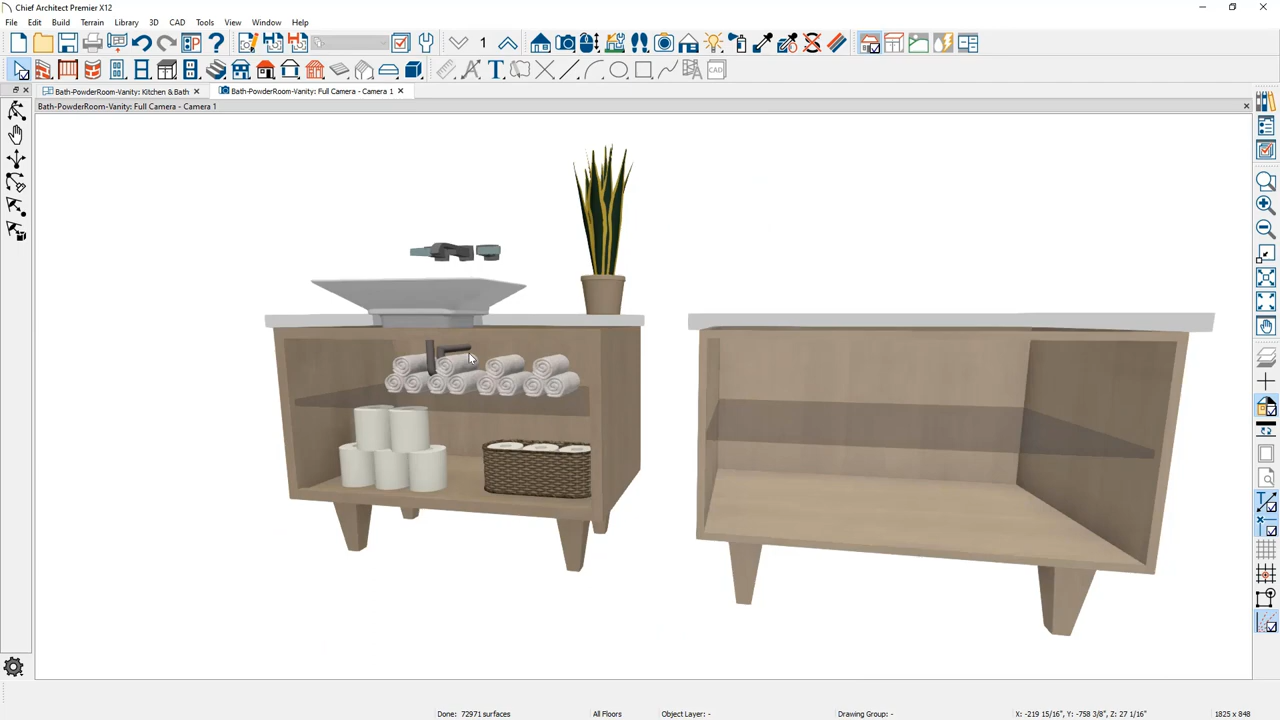 Chief Architect Premier X12
File Edit Build Terrain Library 3D CAD Tools View Window Help
1
CAD
Bath-PowderRoom-Vanity: Kitchen & Bath
Bath-PowderRoom-Vanity: Full Camera - Camera 1
Bath-PowderRoom-Vanity: Full Camera - Camera 1
Done: 72971 surfaces All Floors Object Layer: - Drawing Group: - X: -219 15/16", Y: -758 3/8", Z: 27 1/16" 1825 x 848